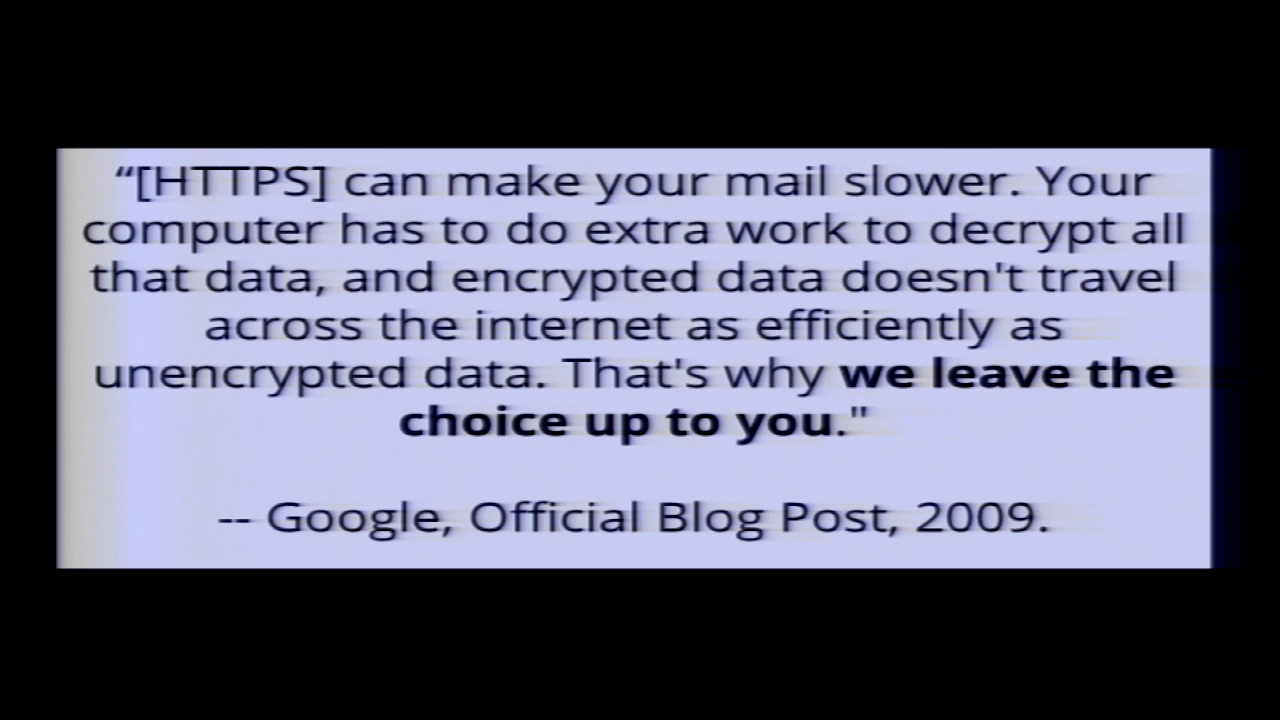 “[HTTPS] can make your mail slower. Your
computer has to do extra work to decrypt all
that data, and encrypted data doesn't travel
across the internet as efficiently as
unencrypted data. That's why we leave the
choice up to you."
-- Google, Official Blog Post, 2009.